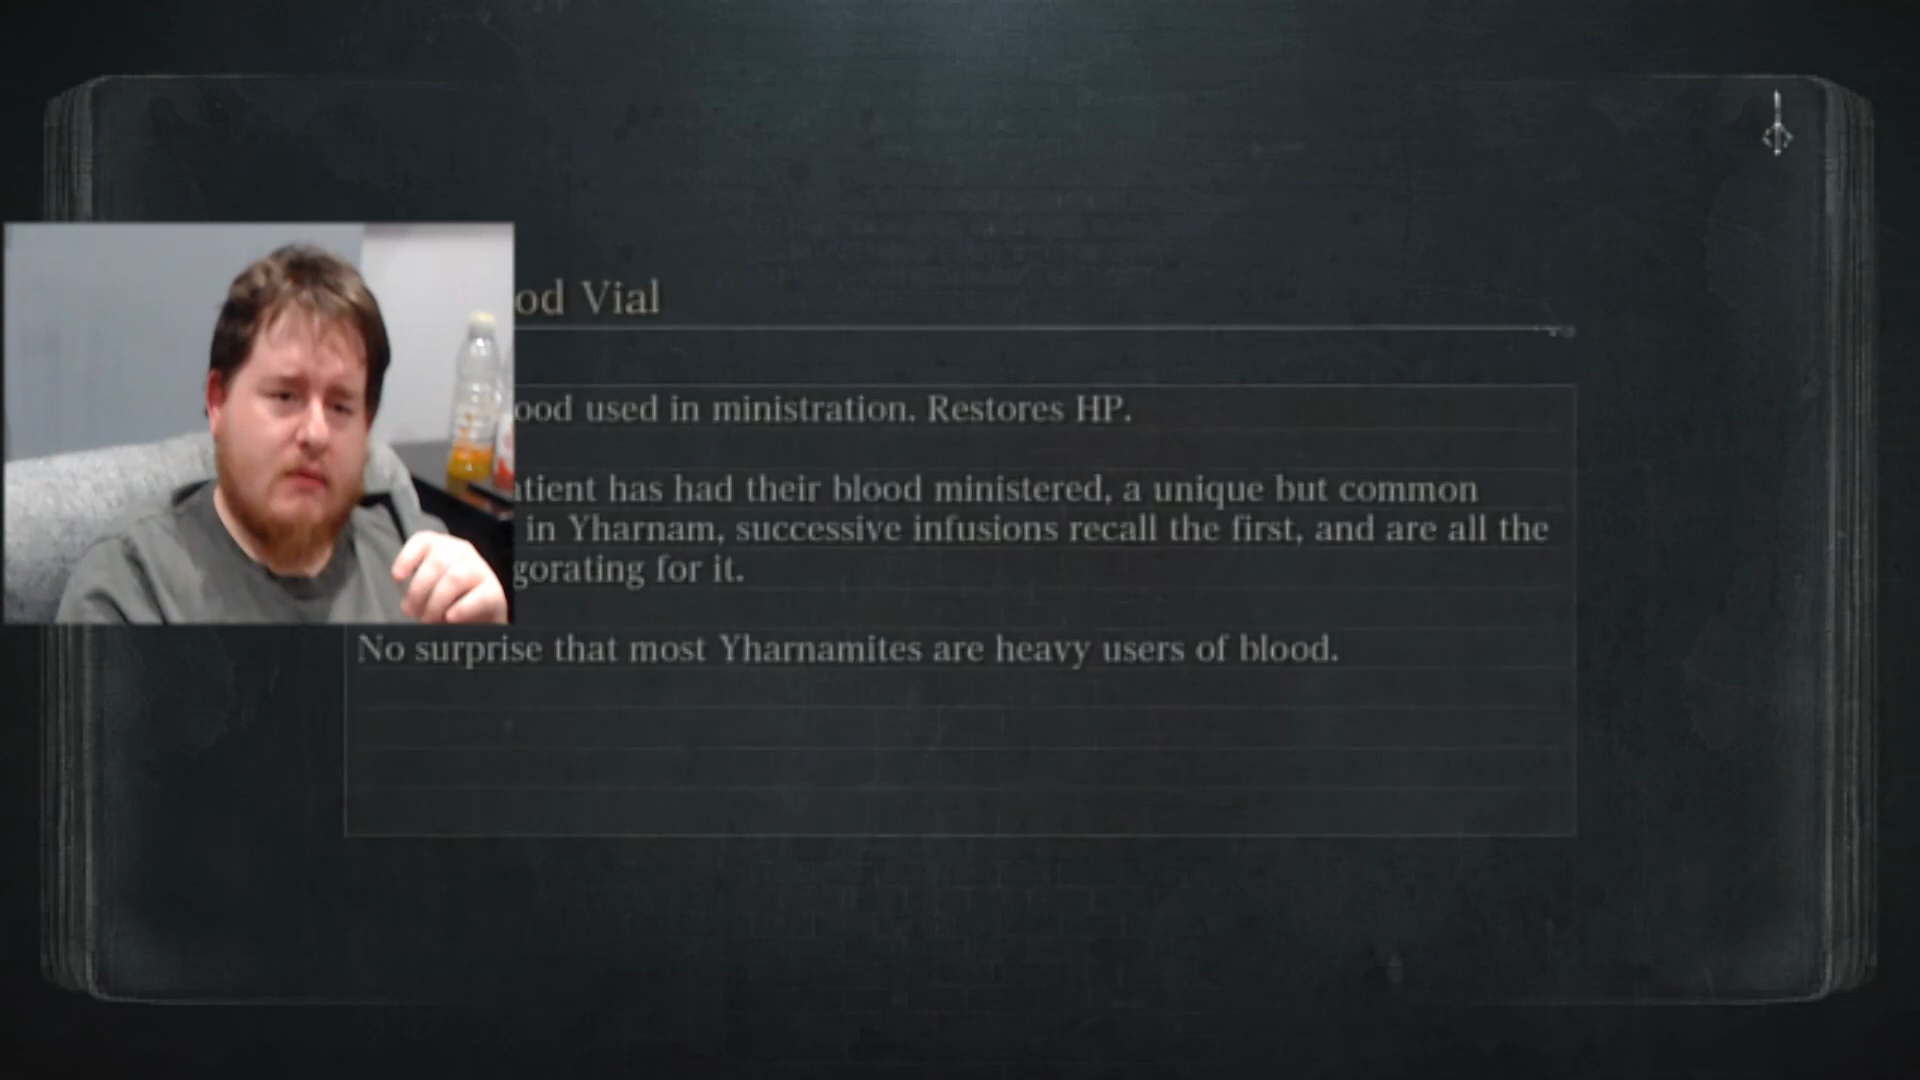 od Vial
ood used in ministration. Restores HP.
tient has had their blood ministered, a unique but common
in Yharnam, successive infusions recall the first, and are all the
gorating for it.
No surprise that most Yharnamites are heavy users of blood.